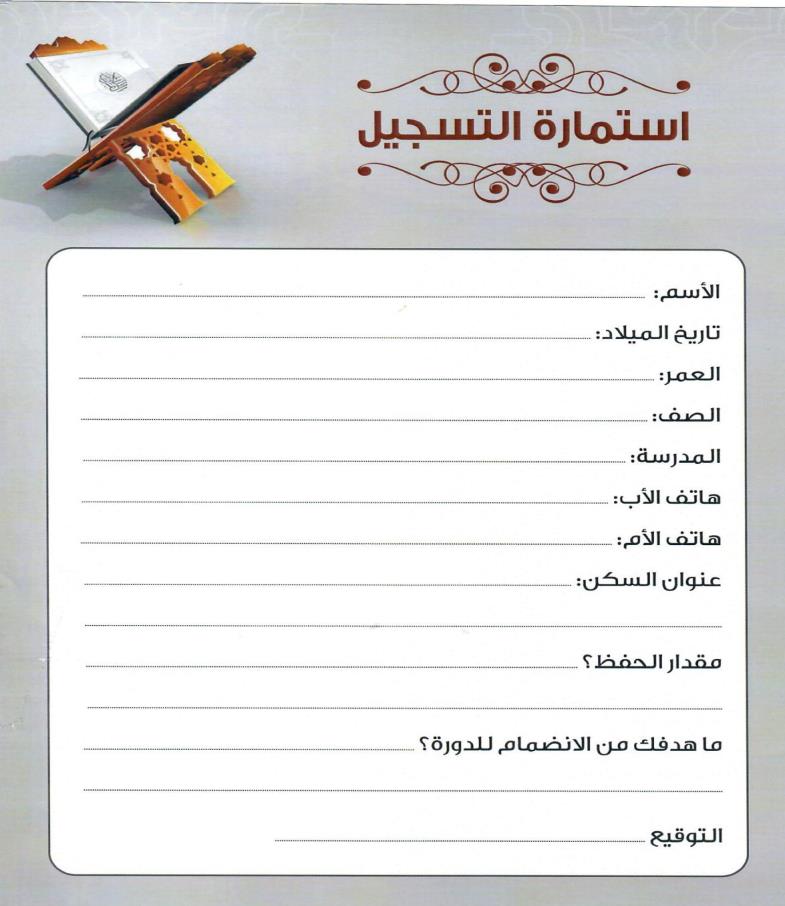 استمارة التسجيل
الأسم:
تاريخ الميلاد:
العمر:
الصف:
المدرسة:
هاتف الأب:
هاتف الأم:
عنوان السكن:
مقدار الحفظ؟
ما هدفك من الانضمام للدورة؟
التوقيع